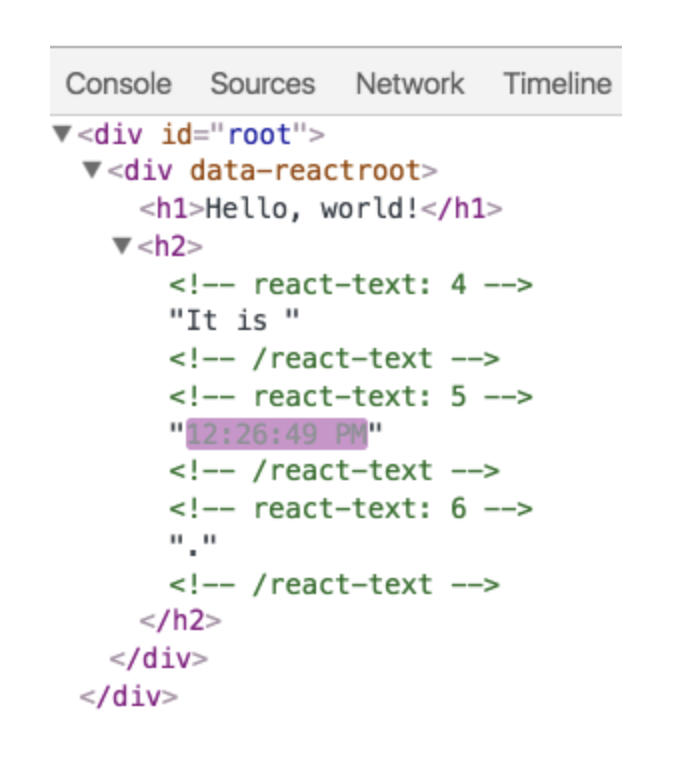 Console Sources Network Timeline
▼<div id="root">
▼<div data-reactroot>
<h1>Hello, world!</h1>
▼<h2>
<!-- react-text: 4 -->
"It is "
<!-- /react-text -->
<!-- react-text: 5 -->
"12:26:49 PM"
<!-- /react-text -->
<!-- react-text: 6 -->
"."
<!-- /react-text -->
</h2>
</div>
</div>